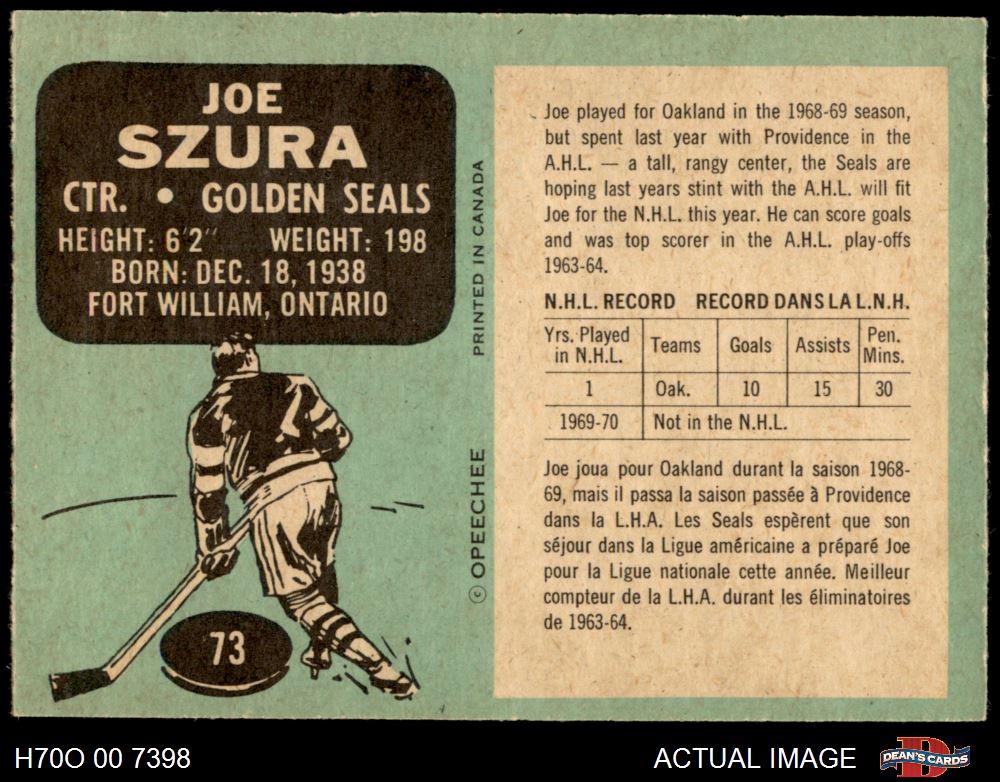 JOE
SZURA
CTR. • GOLDEN SEALS
HEIGHT: 6'2" WEIGHT: 198
BORN: DEC. 18, 1938
FORT WILLIAM, ONTARIO
73
PRINTED IN CANADA
© OPEECHEE
Joe played for Oakland in the 1968-69 season,
but spent last year with Providence in the
A.H.L. — a tall, rangy center, the Seals are
hoping last years stint with the A.H.L. will fit
Joe for the N.H.L. this year. He can score goals
and was top scorer in the A.H.L. play-offs
1963-64.
N.H.L. RECORD RECORD DANS LA L.N.H.
Yrs. Played in N.H.L. Teams Goals Assists Pen. Mins.
1 Oak. 10 15 30
1969-70 Not in the N.H.L.
Joe joua pour Oakland durant la saison 1968-
69, mais il passa la saison passée à Providence
dans la L.H.A. Les Seals espèrent que son
séjour dans la Ligue américaine a préparé Joe
pour la Ligue nationale cette année. Meilleur
compteur de la L.H.A. durant les éliminatoires
de 1963-64.
H70O 00 7398
ACTUAL IMAGE
DEAN'S CARDS